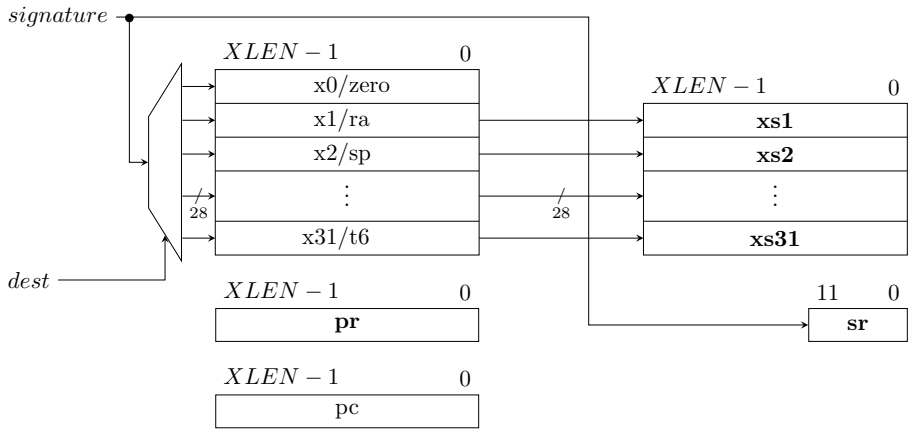 signature
XLEN − 1 0
x0/zero
x1/ra
x2/sp
⋮
28
x31/t6
dest
XLEN − 1 0
pr
XLEN − 1 0
pc
28
XLEN − 1 0
xs1
xs2
⋮
xs31
11 0
sr